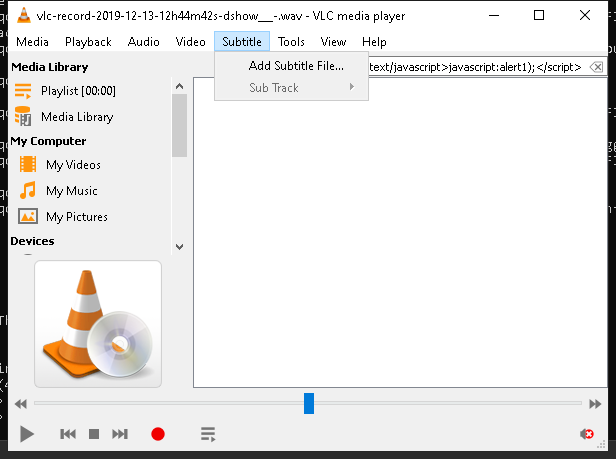 vlc-record-2019-12-13-12h44m42s-dshow___-.wav - VLC media player
Media Playback Audio Video Subtitle Tools View Help
Add Subtitle File...
Sub Track
text/javascript>javascript:alert1);</script>
Media Library
Playlist [00:00]
Media Library
My Computer
My Videos
My Music
My Pictures
Devices